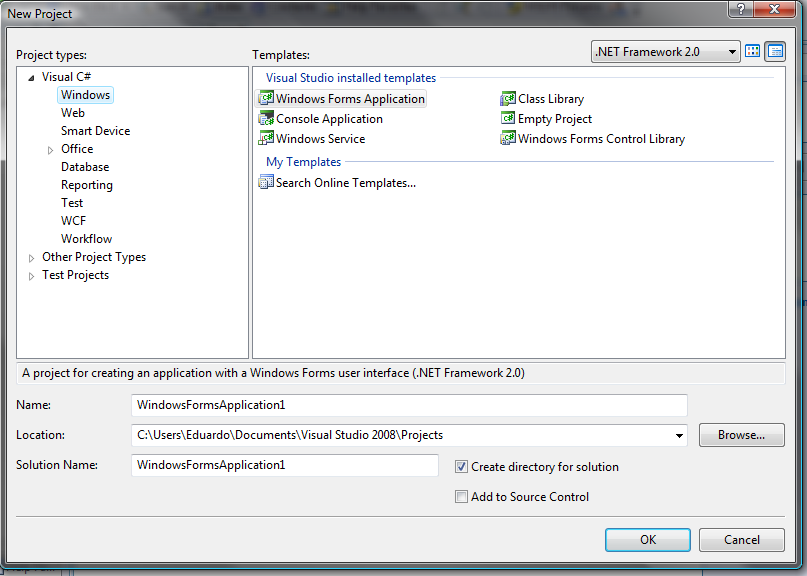 New Project
Project types:
Templates:
.NET Framework 2.0
Visual C#
Windows
Web
Smart Device
Office
Database
Reporting
Test
WCF
Workflow
Other Project Types
Test Projects
Visual Studio installed templates
Windows Forms Application
Class Library
Console Application
Empty Project
Windows Service
Windows Forms Control Library
My Templates
Search Online Templates...
A project for creating an application with a Windows Forms user interface (.NET Framework 2.0)
Name:
WindowsFormsApplication1
Location:
C:\Users\Eduardo\Documents\Visual Studio 2008\Projects
Browse...
Solution Name:
WindowsFormsApplication1
Create directory for solution
Add to Source Control
OK
Cancel